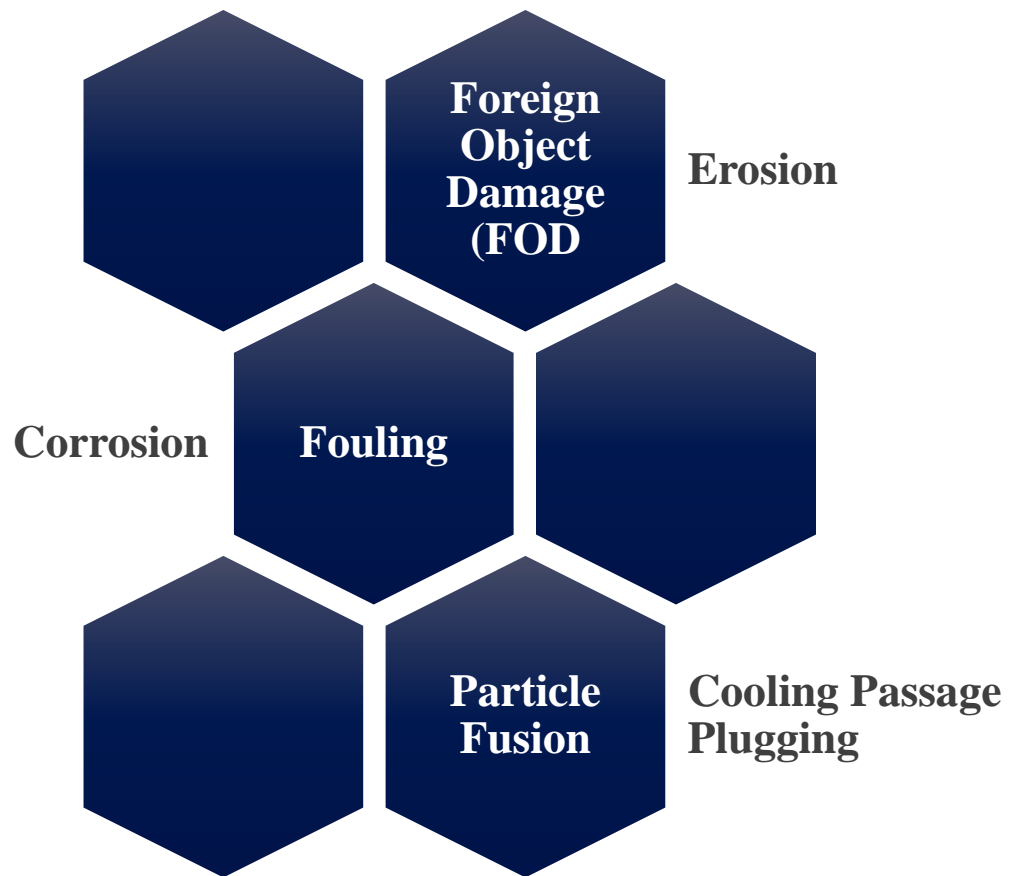 Foreign
Object
Damage
(FOD
Erosion
Corrosion
Fouling
Particle
Fusion
Cooling Passage
Plugging